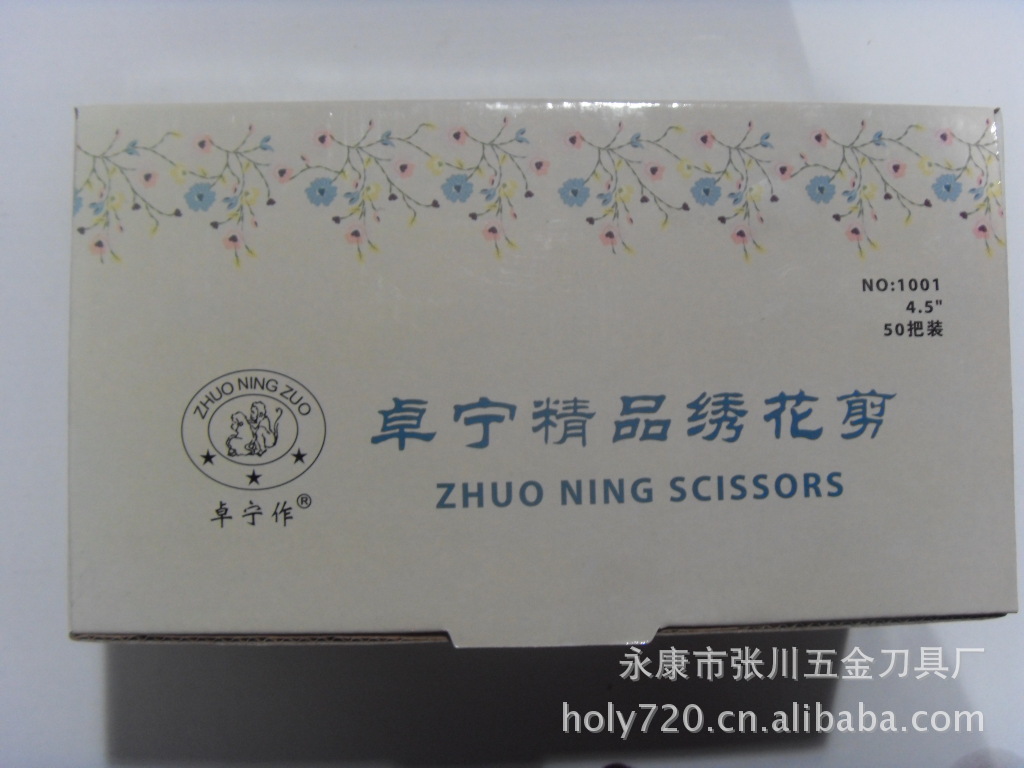 NO:1001
4.5"
50把装
ZHUO NING ZUO
卓宁作®
卓宁精品绣花剪
ZHUO NING SCISSORS
永康市张川五金刀具厂
holy720.cn.alibaba.com